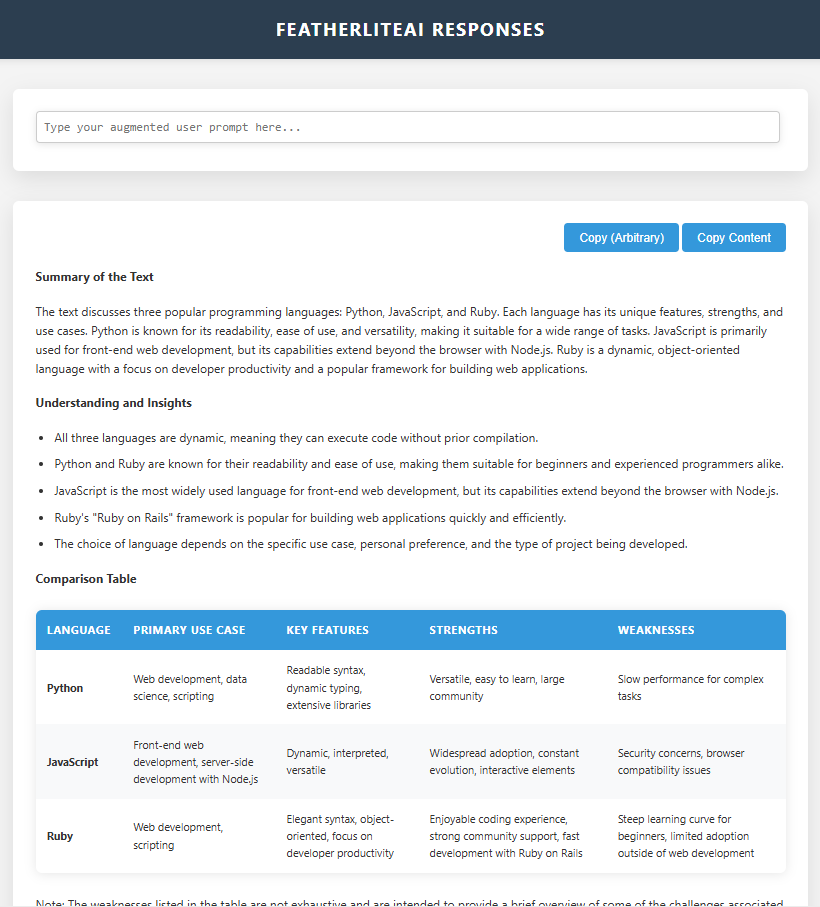 FEATHERLITEAI RESPONSES
Type your augmented user prompt here...
Copy (Arbitrary) Copy Content
Summary of the Text
The text discusses three popular programming languages: Python, JavaScript, and Ruby. Each language has its unique features, strengths, and
use cases. Python is known for its readability, ease of use, and versatility, making it suitable for a wide range of tasks. JavaScript is primarily
used for front-end web development, but its capabilities extend beyond the browser with Node.js. Ruby is a dynamic, object-oriented
language with a focus on developer productivity and a popular framework for building web applications.
Understanding and Insights
• All three languages are dynamic, meaning they can execute code without prior compilation.
• Python and Ruby are known for their readability and ease of use, making them suitable for beginners and experienced programmers alike.
• JavaScript is the most widely used language for front-end web development, but its capabilities extend beyond the browser with Node.js.
• Ruby's "Ruby on Rails" framework is popular for building web applications quickly and efficiently.
• The choice of language depends on the specific use case, personal preference, and the type of project being developed.
Comparison Table
LANGUAGE PRIMARY USE CASE KEY FEATURES STRENGTHS WEAKNESSES
Python
Web development, data
science, scripting
Readable syntax,
dynamic typing,
extensive libraries
Versatile, easy to learn, large
community
Slow performance for complex
tasks
JavaScript
Front-end web
development, server-side
development with Node.js
Dynamic, interpreted,
versatile
Widespread adoption, constant
evolution, interactive elements
Security concerns, browser
compatibility issues
Ruby
Web development,
scripting
Elegant syntax, object-
oriented, focus on
developer productivity
Enjoyable coding experience,
strong community support, fast
development with Ruby on Rails
Steep learning curve for
beginners, limited adoption
outside of web development
Note: The weaknesses listed in the table are not exhaustive and are intended to provide a brief overview of some of the challenges associated